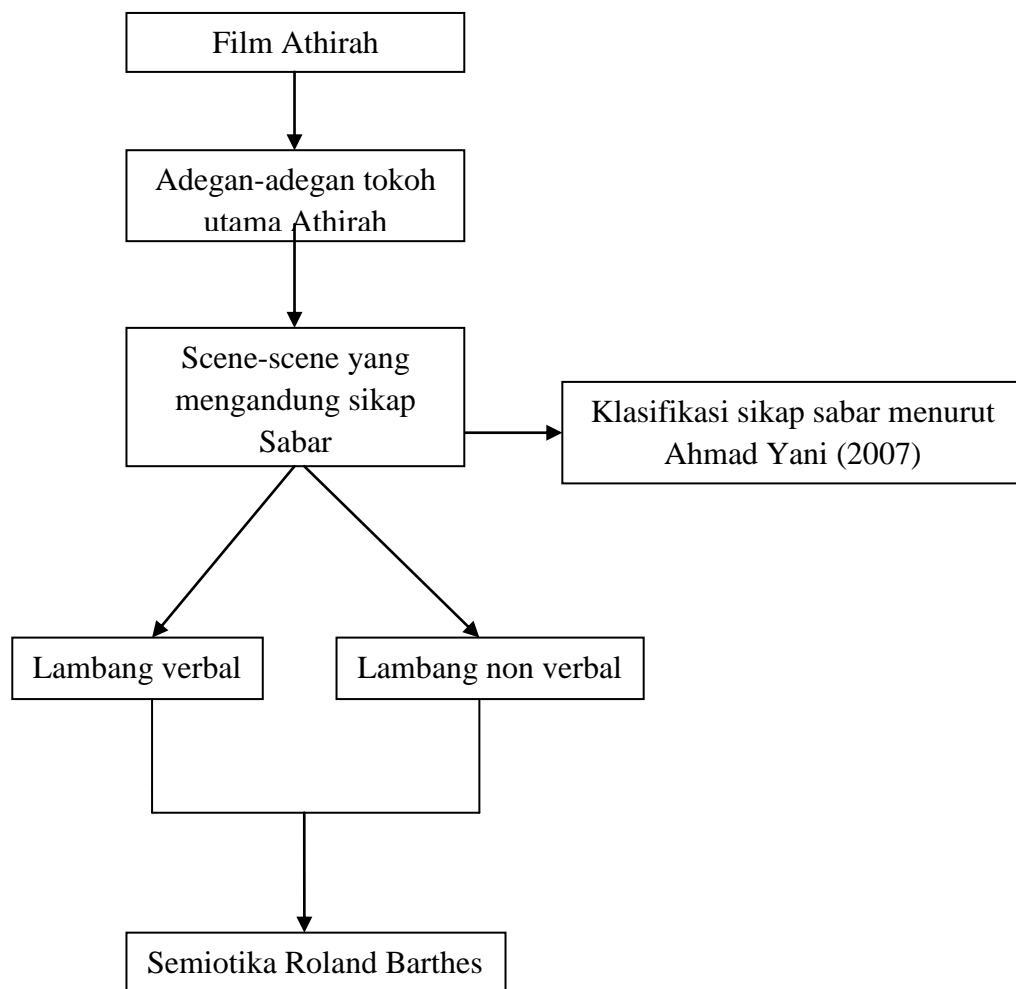 Film Athirah
Adegan-adegan tokoh
utama Athirah
Scene-scene yang
mengandung sikap
Sabar
Klasifikasi sikap sabar menurut
Ahmad Yani (2007)
Lambang verbal
Lambang non verbal
Semiotika Roland Barthes